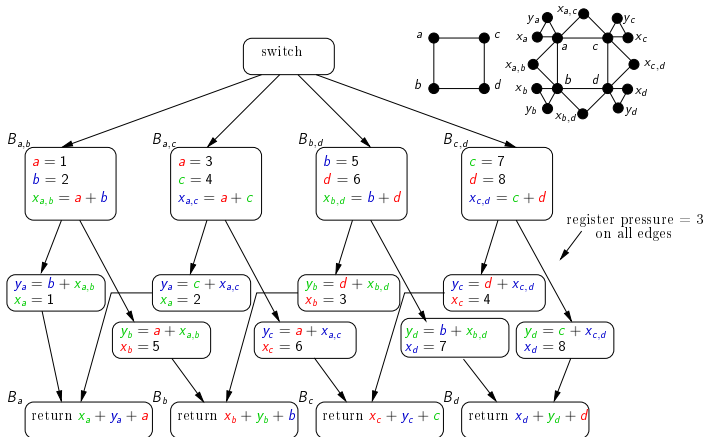 switch
a c
b d
x_{a,c}
y_a y_c
x_a a c x_c
x_{a,b} x_{c,d}
x_b b d x_d
y_b x_{b,d} y_d
B_{a,b}
a = 1
b = 2
x_{a,b} = a + b
B_{a,c}
a = 3
c = 4
x_{a,c} = a + c
B_{b,d}
b = 5
d = 6
x_{b,d} = b + d
B_{c,d}
c = 7
d = 8
x_{c,d} = c + d
register pressure = 3
on all edges
y_a = b + x_{a,b}
x_a = 1
y_a = c + x_{a,c}
x_a = 2
y_b = d + x_{b,d}
x_b = 3
y_c = d + x_{c,d}
x_c = 4
y_b = a + x_{a,b}
x_b = 5
y_c = a + x_{a,c}
x_c = 6
y_d = b + x_{b,d}
x_d = 7
y_d = c + x_{c,d}
x_d = 8
B_a
return x_a + y_a + a
B_b
return x_b + y_b + b
B_c
return x_c + y_c + c
B_d
return x_d + y_d + d